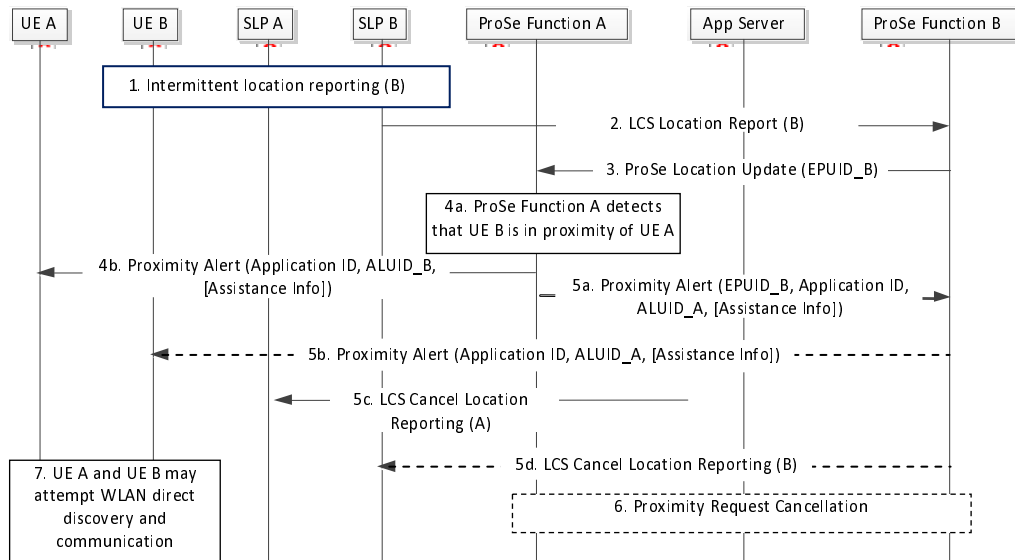 UE A
UE B
SLP A
SLP B
ProSe Function A
App Server
ProSe Function B
1. Intermittent location reporting (B)
2. LCS Location Report (B)
3. ProSe Location Update (EPUID_B)
4a. ProSe Function A detects
that UE B is in proximity of UE A
4b. Proximity Alert (Application ID, ALUID_B,
[Assistance Info])
5a. Proximity Alert (EPUID_B, Application ID,
ALUID_A, [Assistance Info])
5b. Proximity Alert (Application ID, ALUID_A, [Assistance Info])
5c. LCS Cancel Location
Reporting (A)
5d. LCS Cancel Location Reporting (B)
7. UE A and UE B may
attempt WLAN direct
discovery and
communication
6. Proximity Request Cancellation